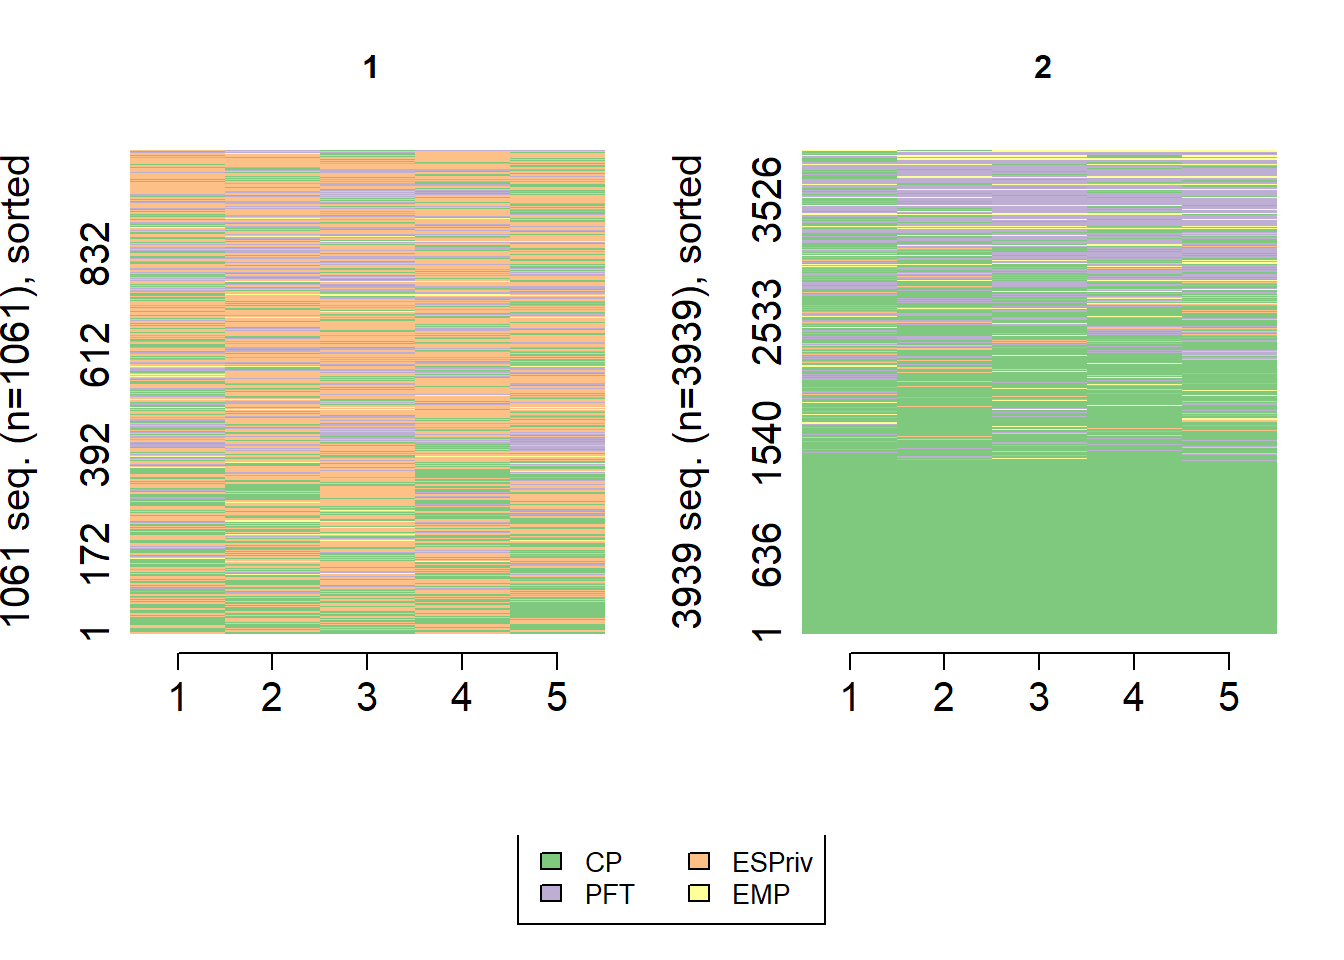 1
2
1061 seq. (n=1061), sorted
832
612
392
172
1
1 2 3 4 5
3939 seq. (n=3939), sorted
3526
2533
1540
636
1
1 2 3 4 5
CP ESPriv
PFT EMP